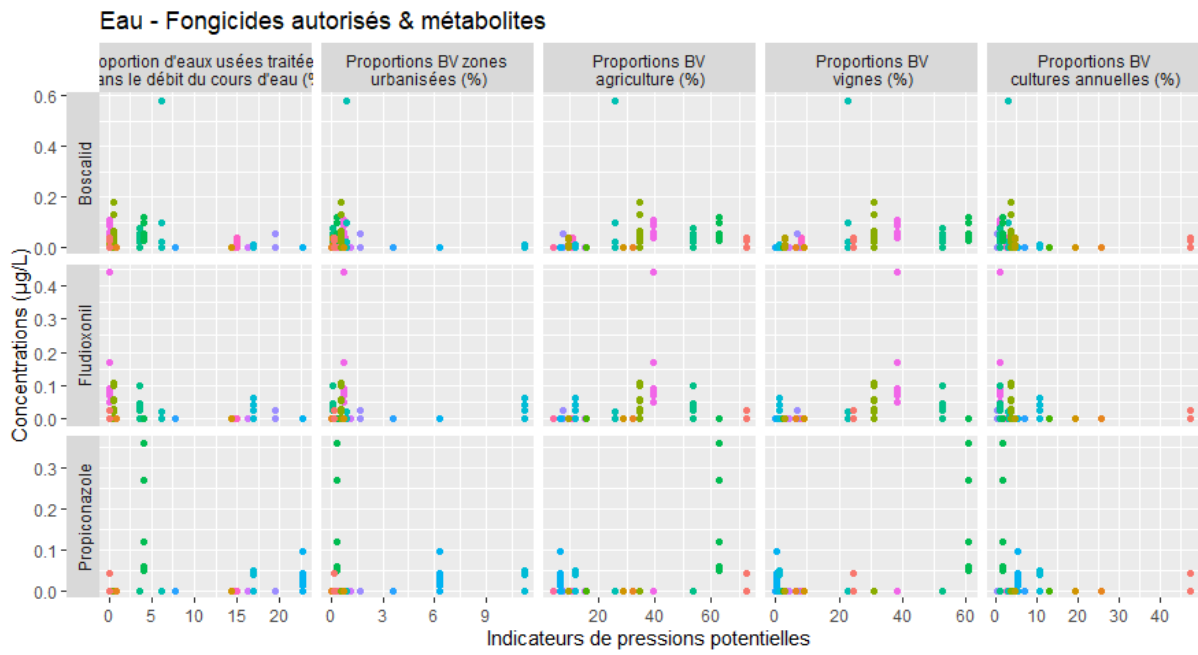 Eau - Fongicides autorisés & métabolites
oportion d'eaux usées traitée
ans le débit du cours d'eau (%
Proportions BV zones
urbanisées (%)
Proportions BV
agriculture (%)
Proportions BV
vignes (%)
Proportions BV
cultures annuelles (%)
Concentrations (µg/L)
0.6
0.4
0.2
0.0
Boscalid
0.4
0.3
0.2
0.1
0.0
Fludioxonil
0.3
0.2
0.1
0.0
Propiconazole
0 5 10 15 20
0 3 6 9
20 40 60
0 20 40 60
0 10 20 30 40
Indicateurs de pressions potentielles